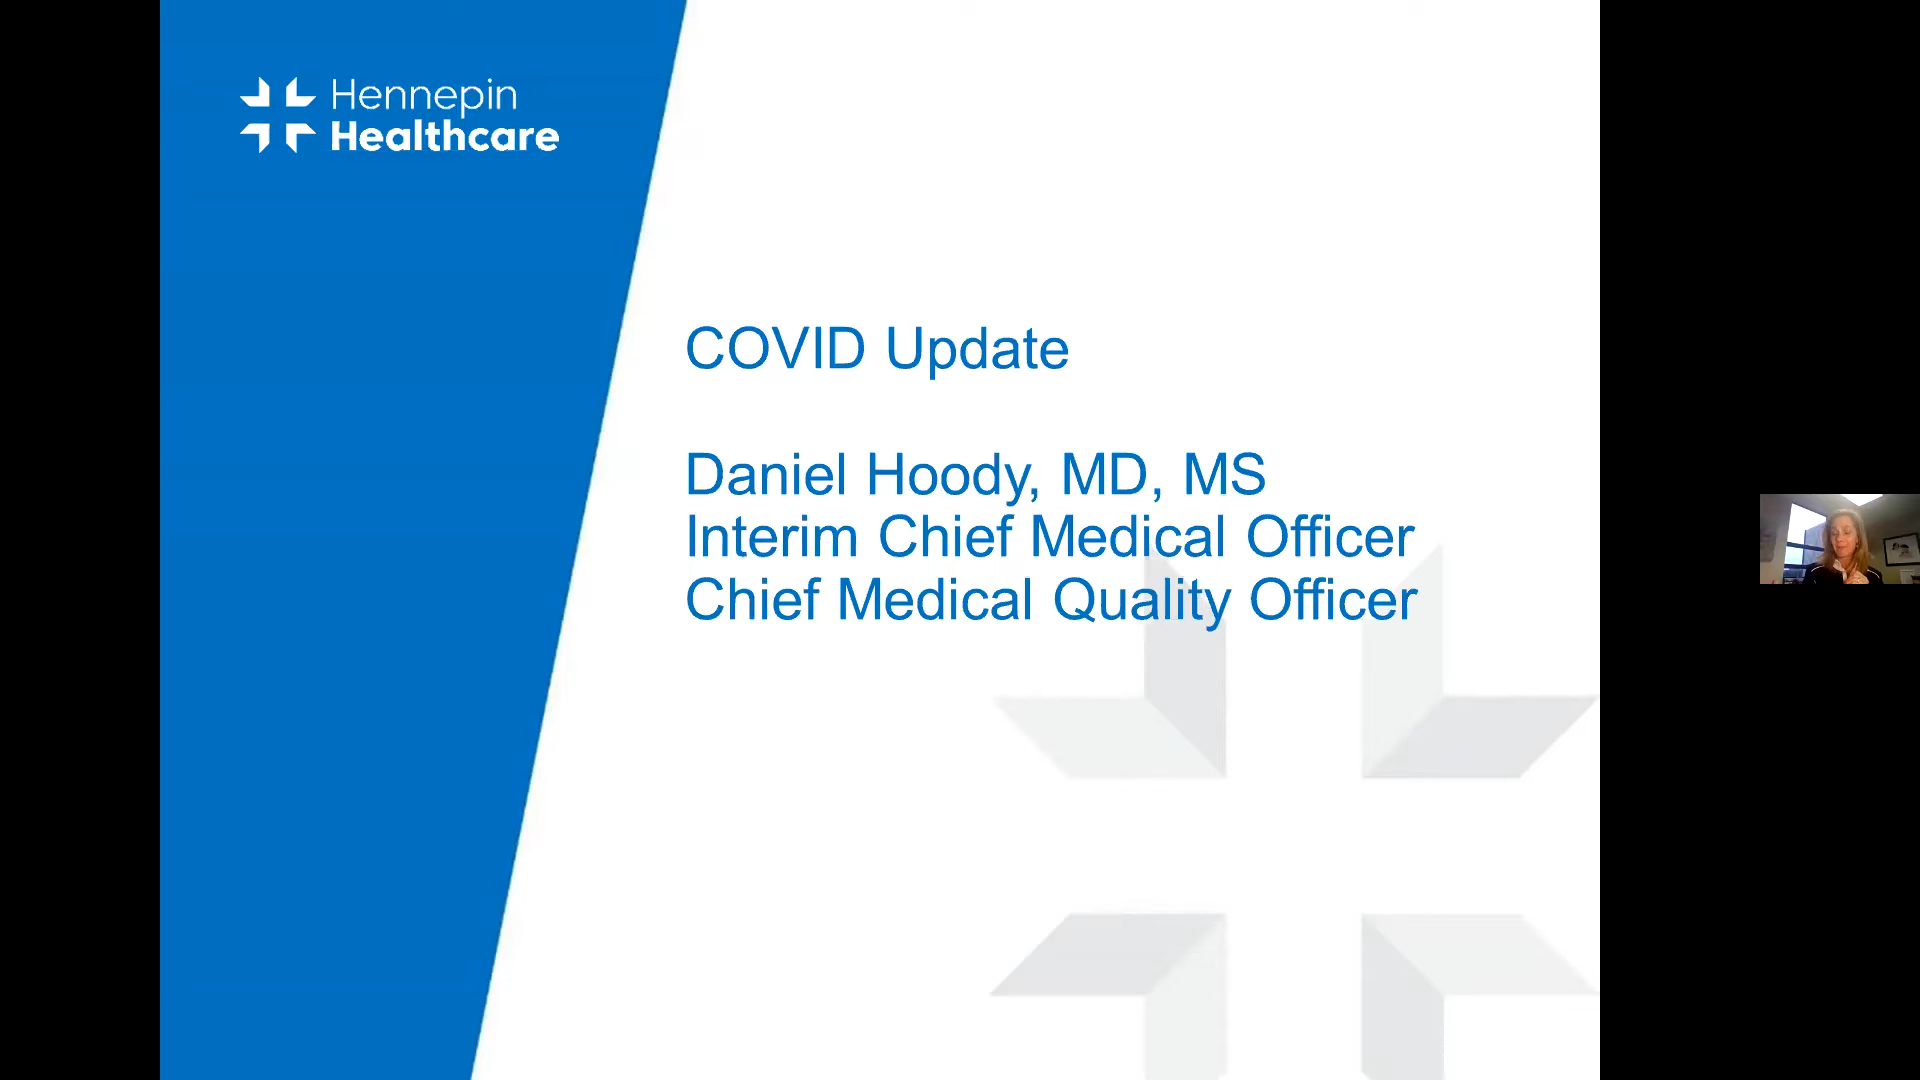 Hennepin
Healthcare
COVID Update
Daniel Hoody, MD, MS
Interim Chief Medical Officer
Chief Medical Quality Officer